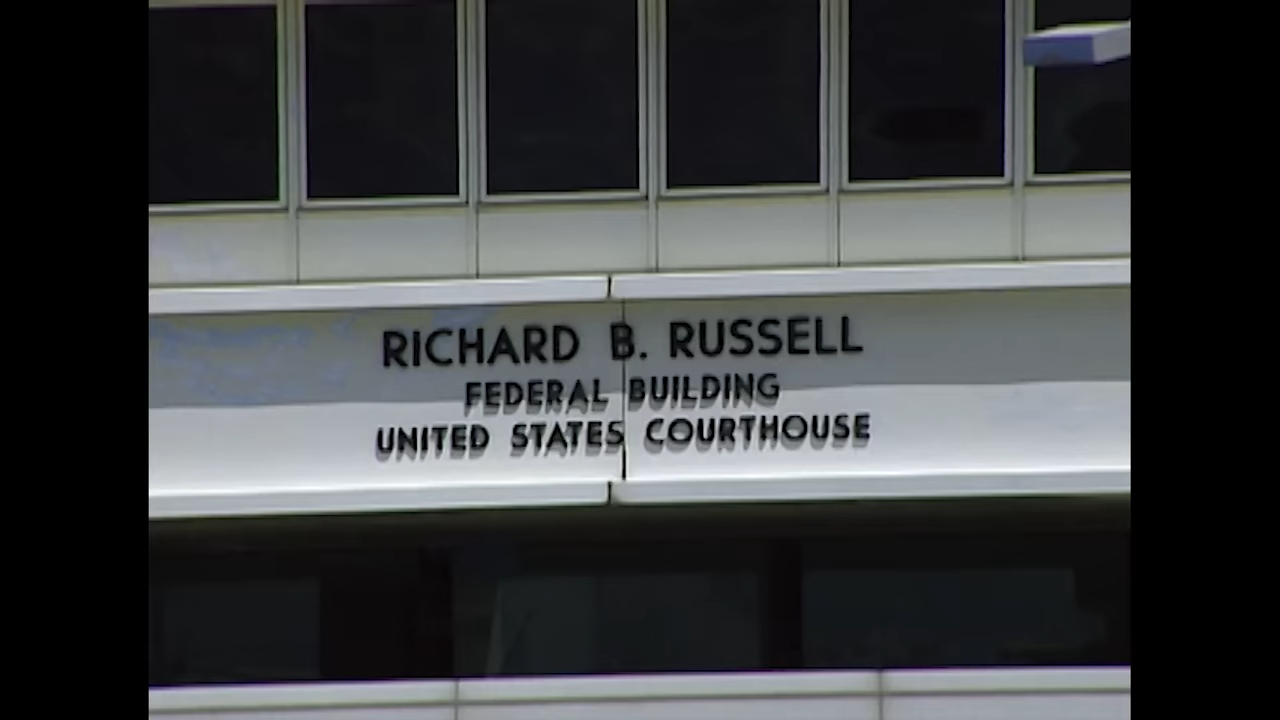 RICHARD B. RUSSELL
FEDERAL BUILDING
UNITED STATES COURTHOUSE